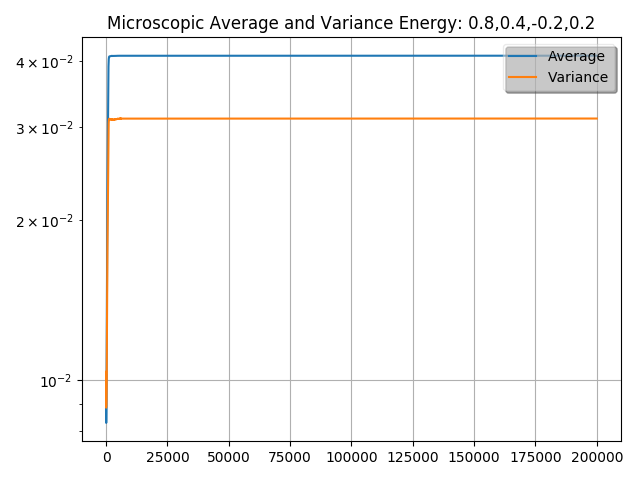 Microscopic Average and Variance Energy: 0.8,0.4,-0.2,0.2
4 × 10⁻²
3 × 10⁻²
2 × 10⁻²
10⁻²
Average
Variance
0 25000 50000 75000 100000 125000 150000 175000 200000